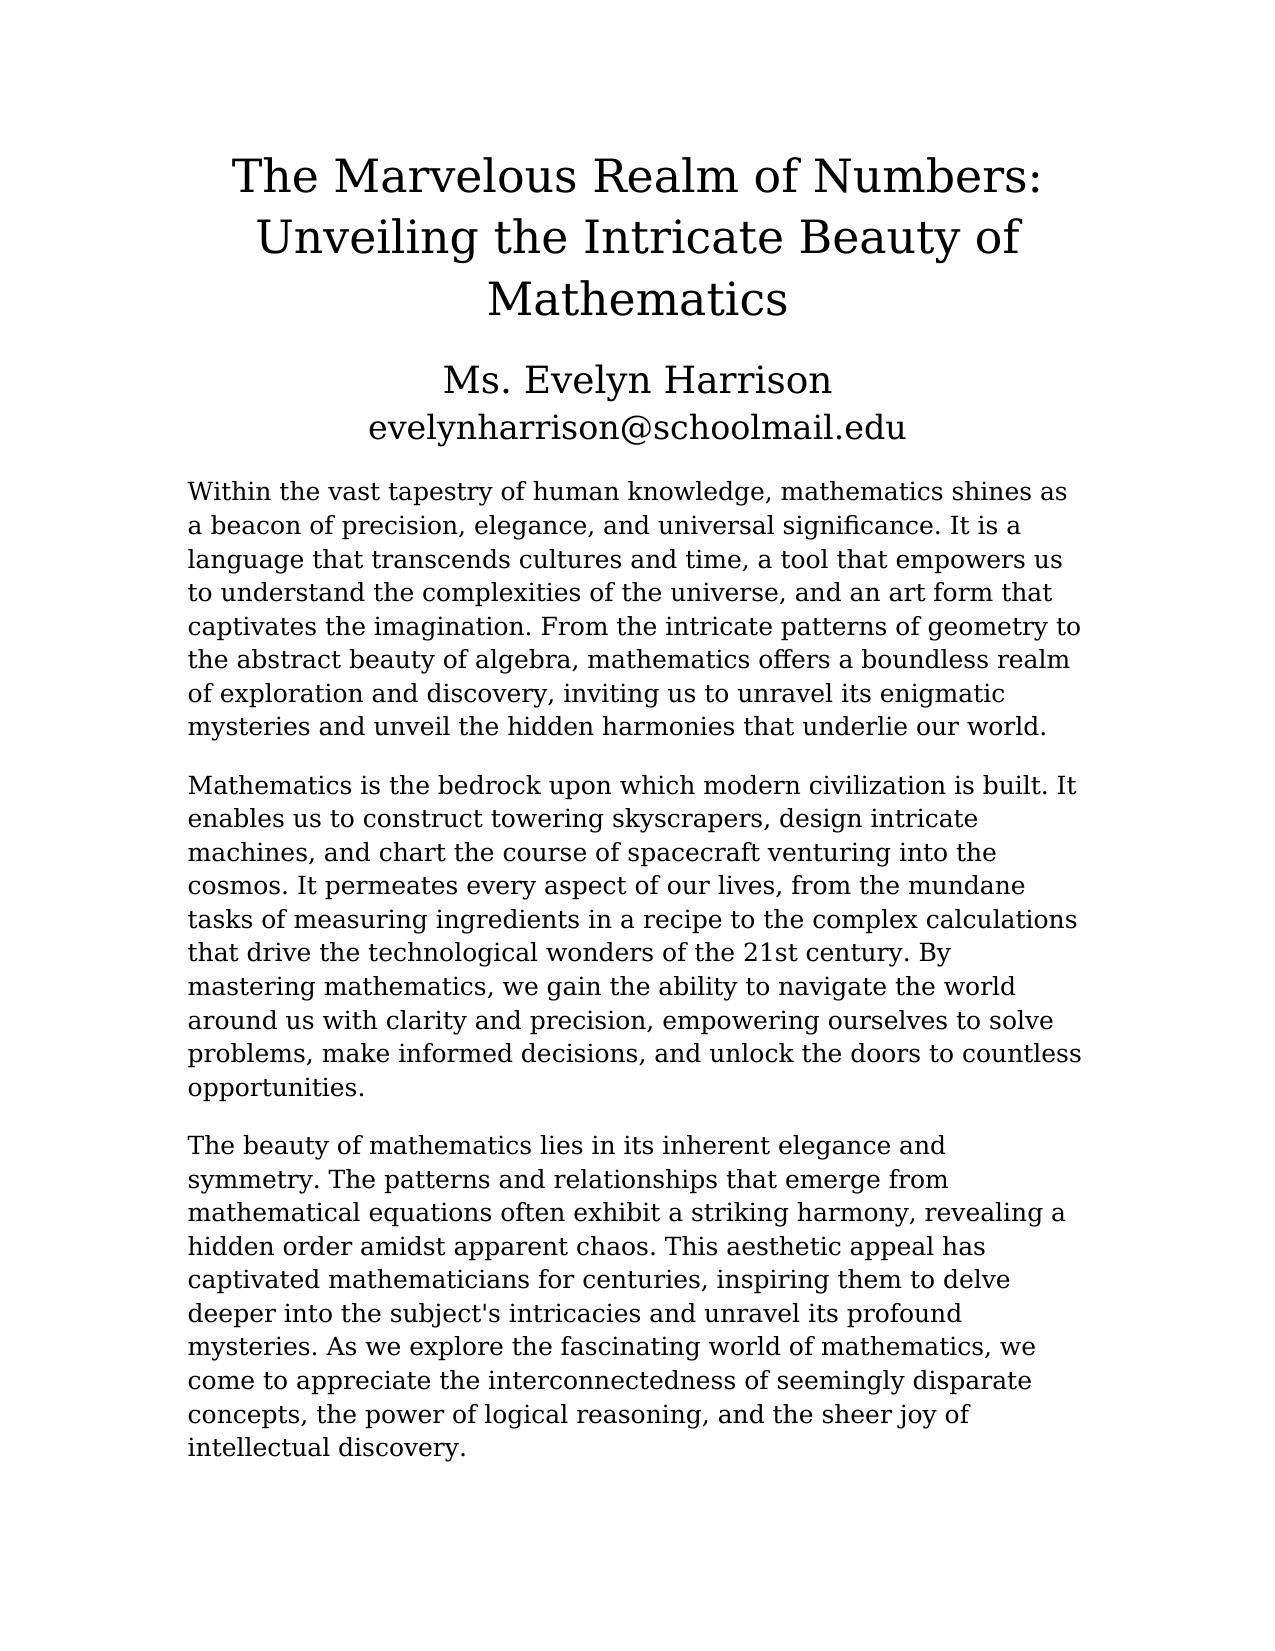 The Marvelous Realm of Numbers:
Unveiling the Intricate Beauty of
Mathematics
Ms. Evelyn Harrison
evelynharrison@schoolmail.edu
Within the vast tapestry of human knowledge, mathematics shines as
a beacon of precision, elegance, and universal significance. It is a
language that transcends cultures and time, a tool that empowers us
to understand the complexities of the universe, and an art form that
captivates the imagination. From the intricate patterns of geometry to
the abstract beauty of algebra, mathematics offers a boundless realm
of exploration and discovery, inviting us to unravel its enigmatic
mysteries and unveil the hidden harmonies that underlie our world.
Mathematics is the bedrock upon which modern civilization is built. It
enables us to construct towering skyscrapers, design intricate
machines, and chart the course of spacecraft venturing into the
cosmos. It permeates every aspect of our lives, from the mundane
tasks of measuring ingredients in a recipe to the complex calculations
that drive the technological wonders of the 21st century. By
mastering mathematics, we gain the ability to navigate the world
around us with clarity and precision, empowering ourselves to solve
problems, make informed decisions, and unlock the doors to countless
opportunities.
The beauty of mathematics lies in its inherent elegance and
symmetry. The patterns and relationships that emerge from
mathematical equations often exhibit a striking harmony, revealing a
hidden order amidst apparent chaos. This aesthetic appeal has
captivated mathematicians for centuries, inspiring them to delve
deeper into the subject's intricacies and unravel its profound
mysteries. As we explore the fascinating world of mathematics, we
come to appreciate the interconnectedness of seemingly disparate
concepts, the power of logical reasoning, and the sheer joy of
intellectual discovery.